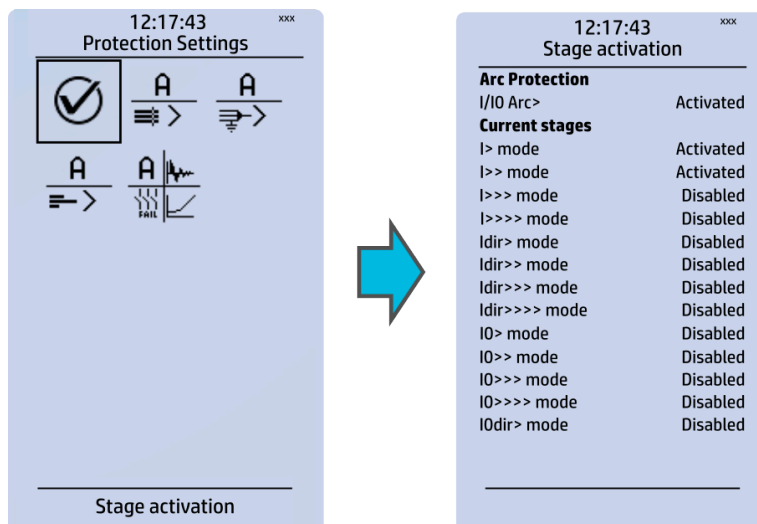 12:17:43 xxx
Protection Settings
A A
A A
FAIL
Stage activation
12:17:43 xxx
Stage activation
Arc Protection
I/I0 Arc> Activated
Current stages
I> mode Activated
I>> mode Activated
I>>> mode Disabled
I>>>> mode Disabled
Idir> mode Disabled
Idir>> mode Disabled
Idir>>> mode Disabled
Idir>>>> mode Disabled
I0> mode Disabled
I0>> mode Disabled
I0>>> mode Disabled
I0>>>> mode Disabled
I0dir> mode Disabled